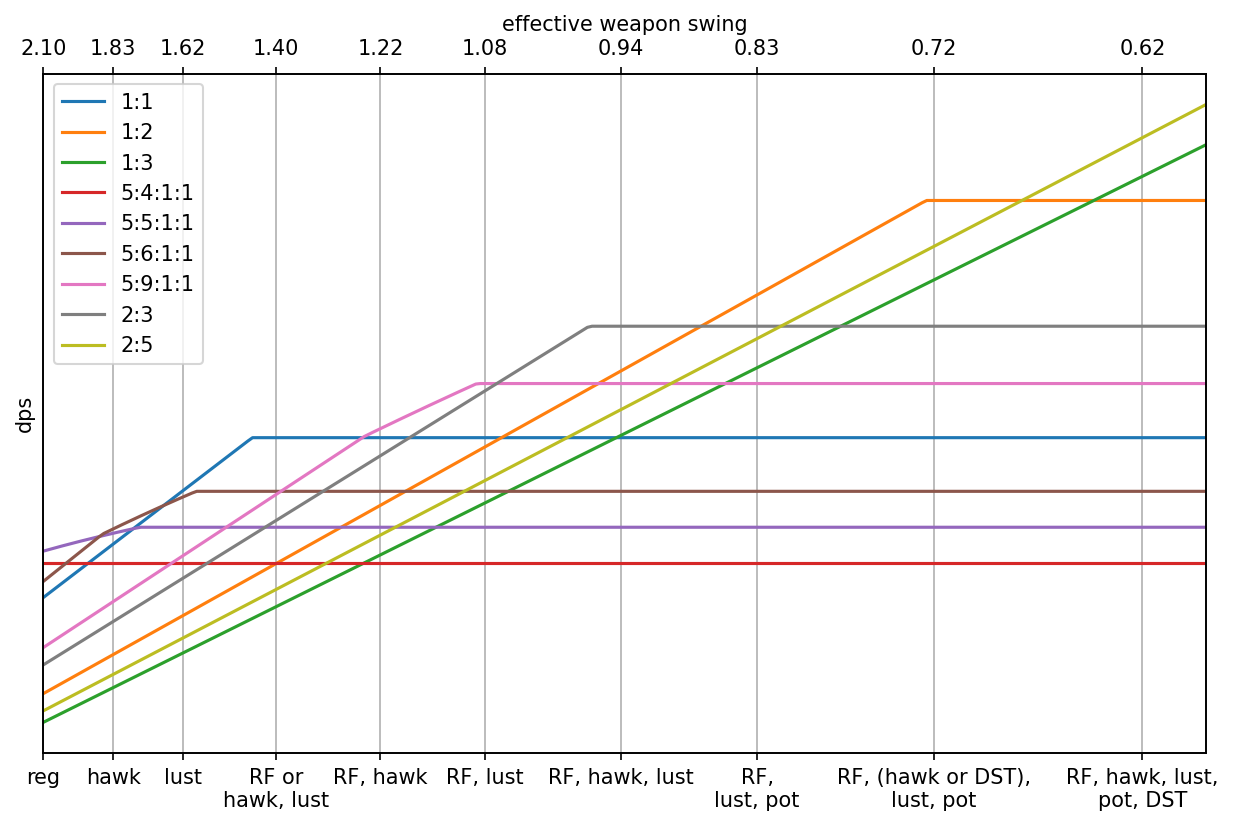 effective weapon swing
2.10 1.83 1.62 1.40 1.22 1.08 0.94 0.83 0.72 0.62
1:1
1:2
1:3
5:4:1:1
5:5:1:1
5:6:1:1
5:9:1:1
2:3
2:5
dps
reg hawk lust RF or RF, hawk RF, lust RF, hawk, lust RF, RF, (hawk or DST), RF, hawk, lust,
hawk, lust lust, pot lust, pot pot, DST